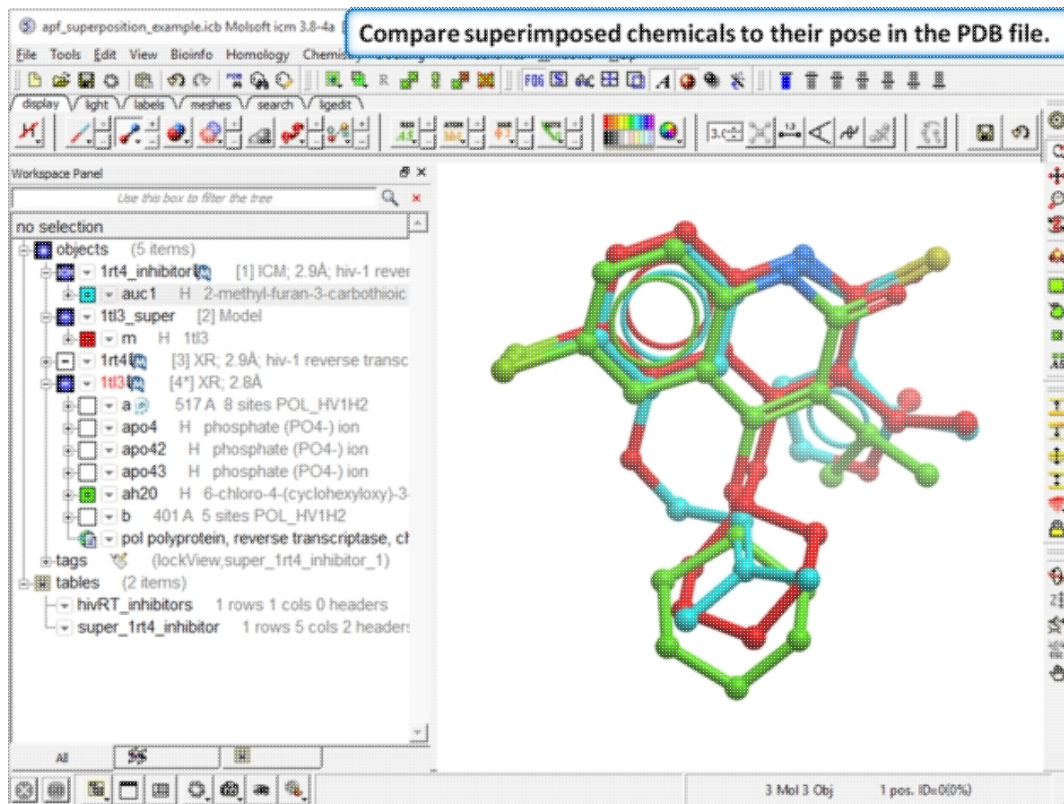 apf_superposition_example.icb Molsoft icm 3.8-4a
Compare superimposed chemicals to their pose in the PDB file.
File Tools Edit View Bioinfo Homology
display light labels meshes search ligedit
Workspace Panel
Use this box to filter the tree
no selection
objects (5 items)
1rt4_inhibitor [1] ICM; 2.9Å; hiv-1 rever
auc1 H 2-methyl-furan-3-carbothioic
1tl3_super [2] Model
m H 1tl3
1rt4 [3] XR; 2.9Å; hiv-1 reverse transc
1tl3 [4*] XR; 2.8Å
a 517 A 8 sites POL_HV1H2
apo4 H phosphate (PO4-) ion
apo42 H phosphate (PO4-) ion
apo43 H phosphate (PO4-) ion
ah20 H 6-chloro-4-(cyclohexyloxy)-3-
b 401 A 5 sites POL_HV1H2
pol polyprotein, reverse transcriptase, cl
tags (lockView,super_1rt4_inhibitor_1)
tables (2 items)
hivRT_inhibitors 1 rows 1 cols 0 headers
super_1rt4_inhibitor 1 rows 5 cols 2 headers
All
3 Mol 3 Obj 1 pos. ID=0(0%)